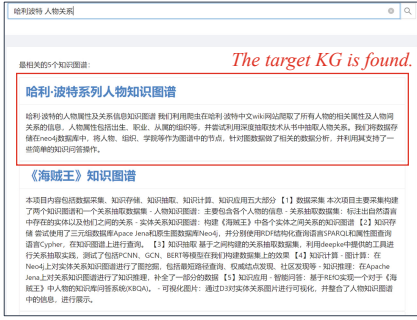 哈利波特 人物关系
最相关的5个知识图谱：
The target KG is found.
哈利·波特系列人物知识图谱
哈利·波特的人物属性及关系信息知识图谱 我们利用爬虫在哈利·波特中文wiki网站爬取了所有人物的相关属性及人物间
关系的信息，人物属性包括出生、职业、从属的组织等，并尝试利用深度抽取技术从书中抽取人物关系。我们将数据存
储在neo4j数据库中，将人物、组织、学院等作为图谱中的节点，针对图数据做了相关的数据分析，并利用其支持了一
些简单的知识问答操作。
《海贼王》知识图谱
本项目内容包括数据采集、知识存储、知识抽取、知识计算、知识应用五大部分 【1】数据采集 本次项目主要采集构建
了两个知识图谱和一个关系抽取数据集 - 人物知识图谱：主要包含各个人物的信息 - 关系抽取数据集：标注出自然语言
中存在的实体以及他们之间的关系 - 实体关系知识图谱：构建《海贼王》中各个实体之间关系的知识图谱 【2】知识存
储 尝试使用了三元组数据库Apace Jena和原生图数据库Neo4j，并分别使用RDF结构化查询语言SPARQL和属性图查询
语言Cypher，在知识图谱上进行查询。 【3】知识抽取 基于之间构建的关系抽取数据集，利用deepke中提供的工具进
行关系抽取实践，测试了包括PCNN、GCN、BERT等模型在我们构建数据集上的效果 【4】知识计算 - 图计算：在
Neo4j上对实体关系知识图谱进行了图挖掘，包括最短路径查询、权威结点发现、社区发现等 - 知识推理：在Apache
Jena上对关系知识图谱进行了知识推理，补全了一部分的数据 【5】知识应用 - 智能问答：基于REfO实现一个对于《海
贼王》中人物的知识库问答系统(KBQA)。 - 可视化图片：通过D3对实体关系图片进行可视化，并整合了人物知识图谱
中的信息，进行展示。